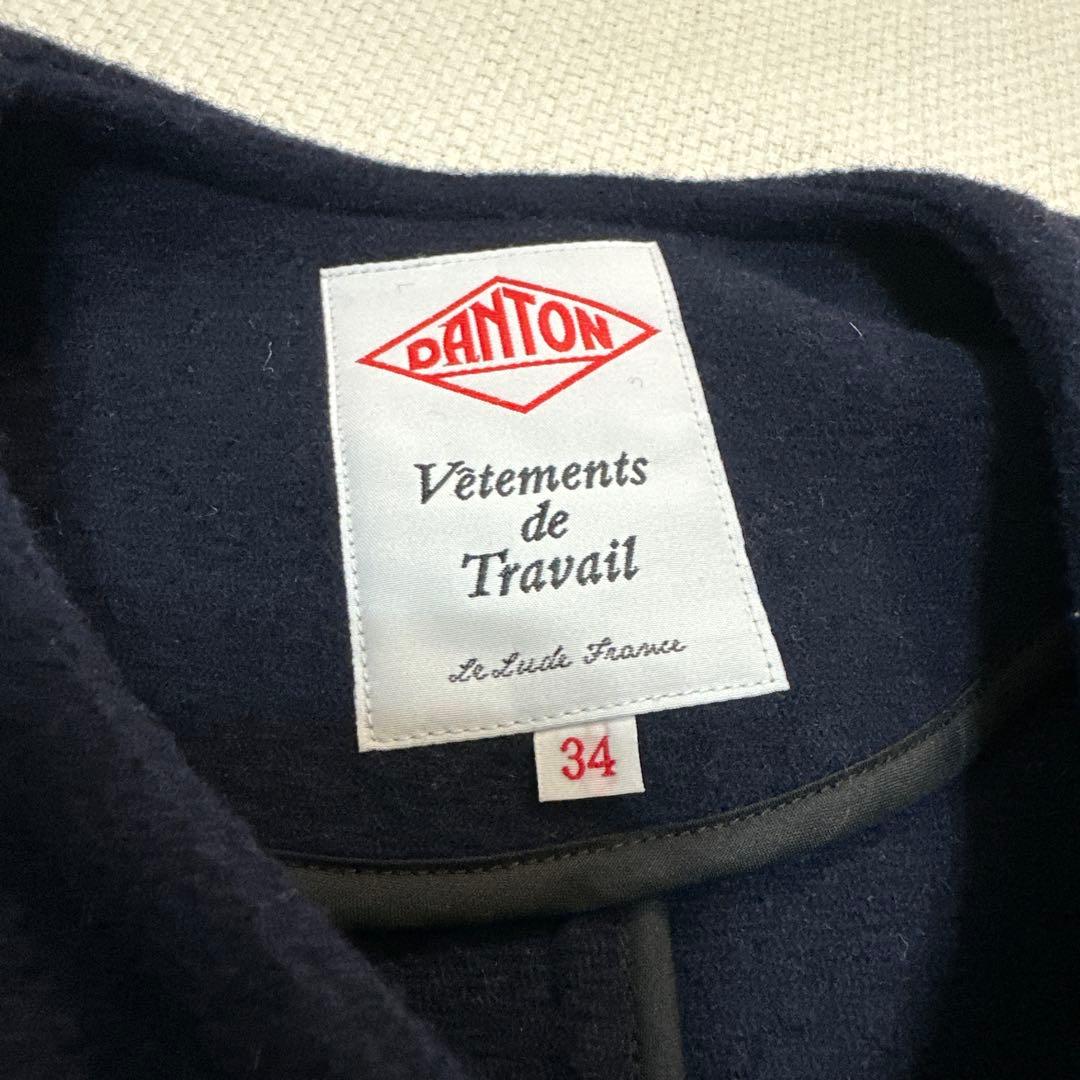 DANTON
Vêtements
de
Travail
Le Lude France
34